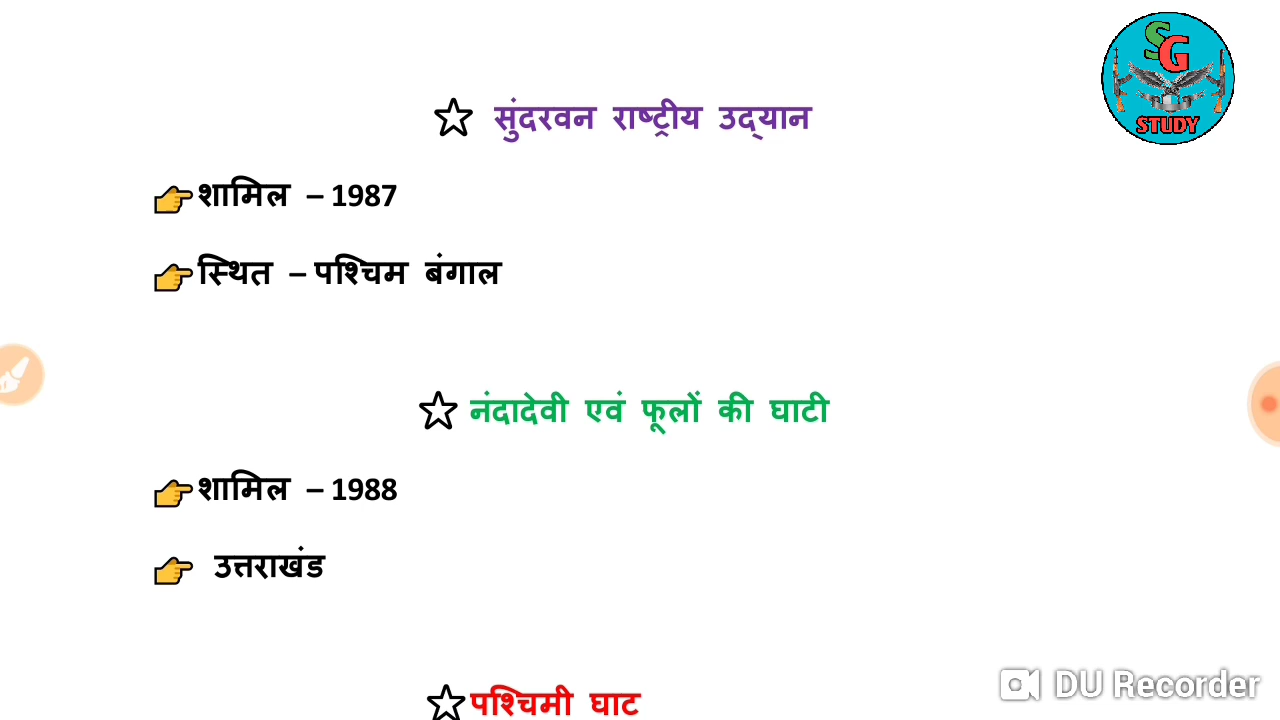 SG
STUDY
सुंदरवन राष्ट्रीय उद्यान
शामिल – 1987
स्थित – पश्चिम बंगाल
नंदादेवी एवं फूलों की घाटी
शामिल – 1988
उत्तराखंड
पश्चिमी घाट
DU Recorder